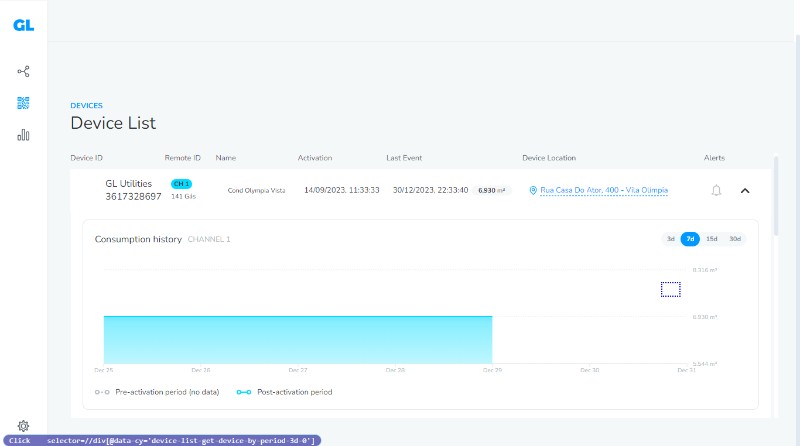 GL
DEVICES
Device List
Device ID Remote ID Name Activation Last Event Device Location Alerts
GL Utilities CH 1 Cond Olympia Vista 14/09/2023, 11:33:33 30/12/2023, 22:33:40 6.930 m³ Rua Casa Do Ator, 400 - Vila Olímpia
3617328697 141 Gás
Consumption history CHANNEL 1 3d 7d 15d 30d
8.316 m³
6.930 m³
5.544 m³
Dec 25 Dec 26 Dec 27 Dec 28 Dec 29 Dec 30 Dec 31
Pre-activation period (no data) Post-activation period
Click selector=//div[@data-cy='device-list-get-device-by-period-3d-0']